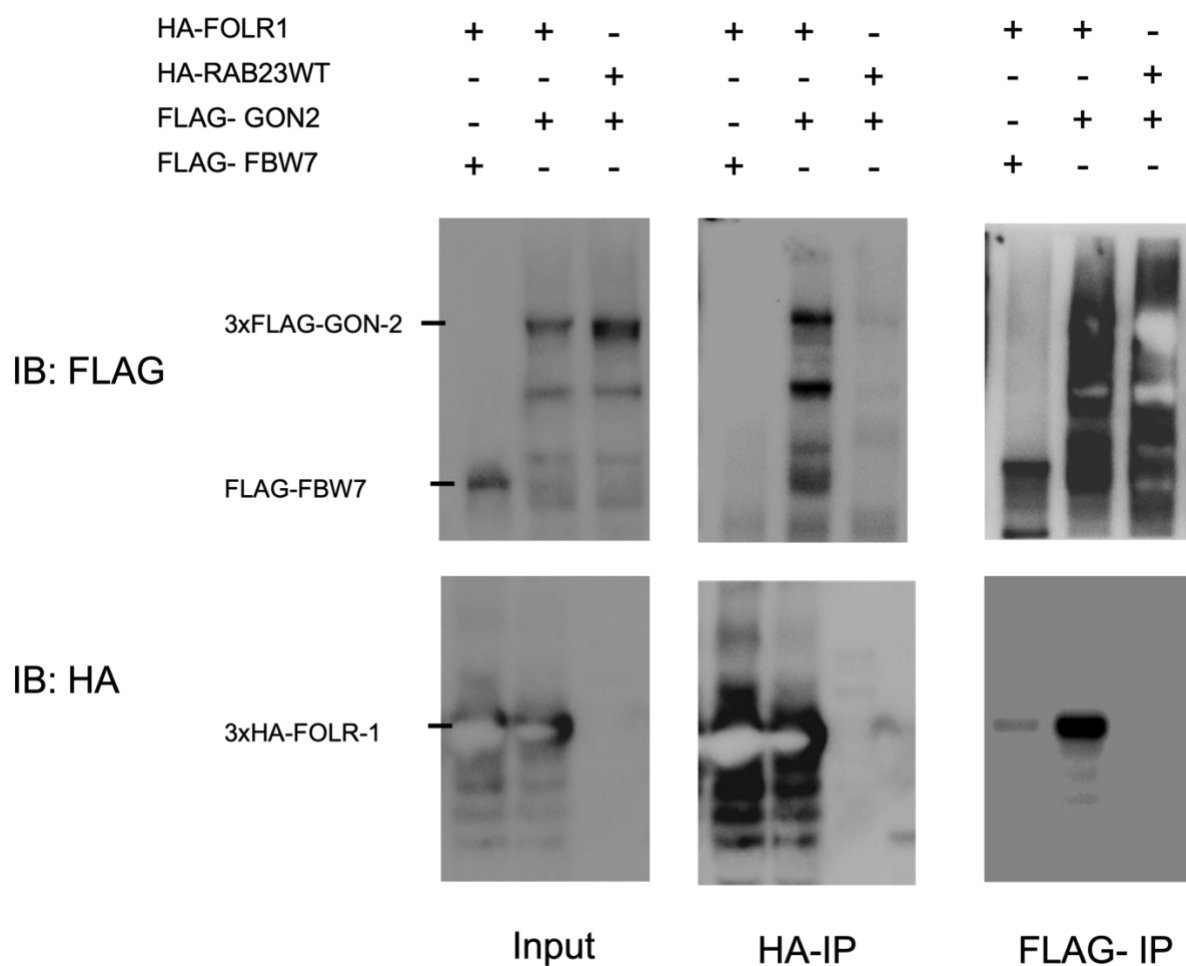 HA-FOLR1 + + - + + - + + -
HA-RAB23WT - - + - - + - - +
FLAG- GON2 - + + - + + - + +
FLAG- FBW7 + - - + - - + - -
3xFLAG-GON-2
IB: FLAG
FLAG-FBW7
IB: HA
3xHA-FOLR-1
Input HA-IP FLAG- IP